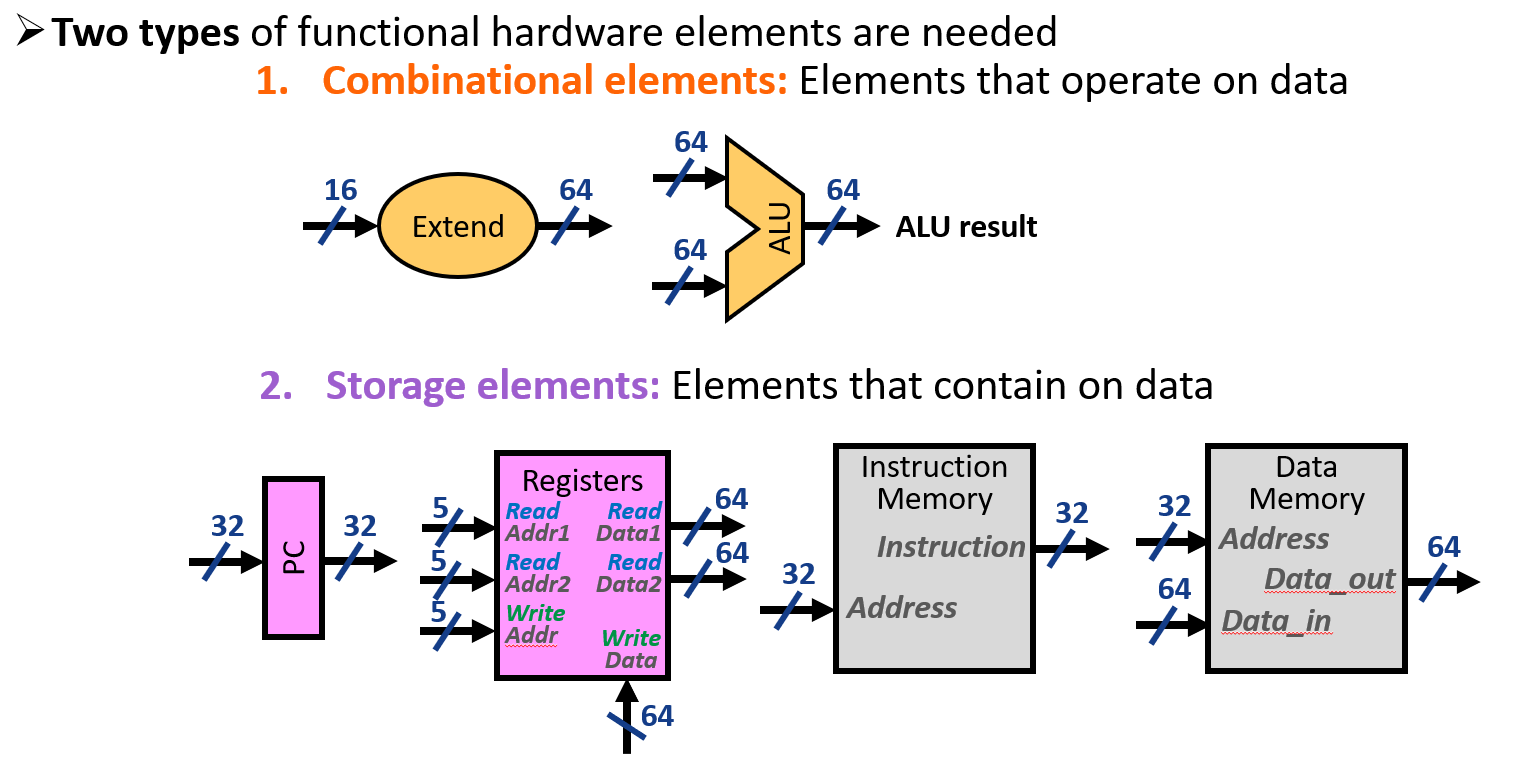 ➢ Two types of functional hardware elements are needed
1. Combinational elements: Elements that operate on data
16
Extend
64
64
64
ALU
64
ALU result
2. Storage elements: Elements that contain on data
32
PC
32
Registers
5
Read
Addr1
5
Read
Addr2
5
Write
Addr
Read
Data1
64
Read
Data2
64
Write
Data
64
Instruction
Memory
Instruction
32
32
Address
Data
Memory
32
Address
64
Data_in
Data_out
64